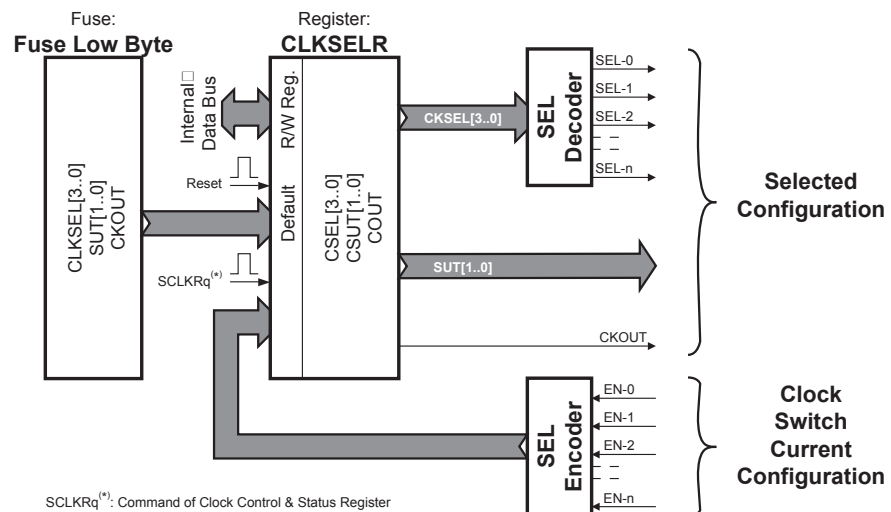 Fuse:
Fuse Low Byte
Register:
CLKSELR
CLKSEL[3..0]
SUT[1..0]
CKOUT
Internal□
Data Bus
Reset
SCLKRq(*)
R/W Reg.
Default
CSEL[3..0]
CSUT[1..0]
COUT
CKSEL[3..0]
SUT[1..0]
CKOUT
SEL
Decoder
SEL-0
SEL-1
SEL-2
SEL-n
Selected
Configuration
SEL
Encoder
EN-0
EN-1
EN-2
EN-n
Clock
Switch
Current
Configuration
SCLKRq(*): Command of Clock Control & Status Register